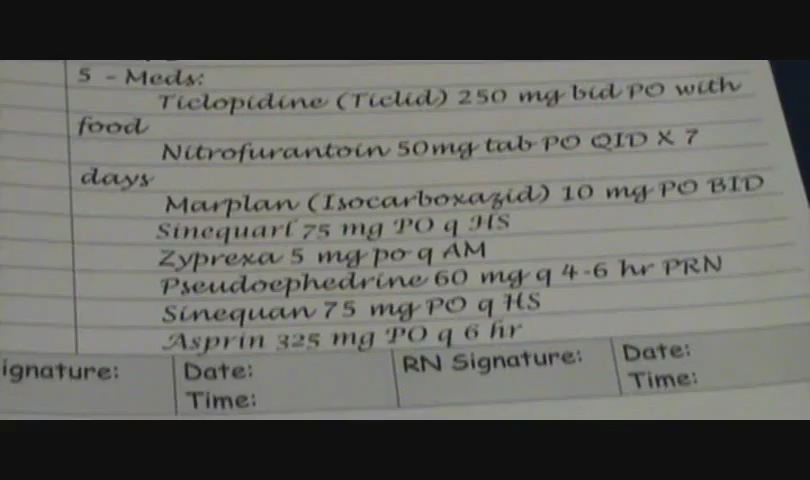 5 - Meds:
Ticlopidine (Ticlid) 250 mg bid PO with
food
Nitrofurantoin 50mg tab PO QID X 7
days
Marplan (Isocarboxazid) 10 mg PO BID
Sinequarl 75 mg PO q HS
Zyprexa 5 mg po q AM
Pseudoephedrine 60 mg q 4-6 hr PRN
Sinequan 75 mg PO q HS
Asprin 325 mg PO q 6 hr
ignature: Date: RN Signature: Date:
Time: Time: